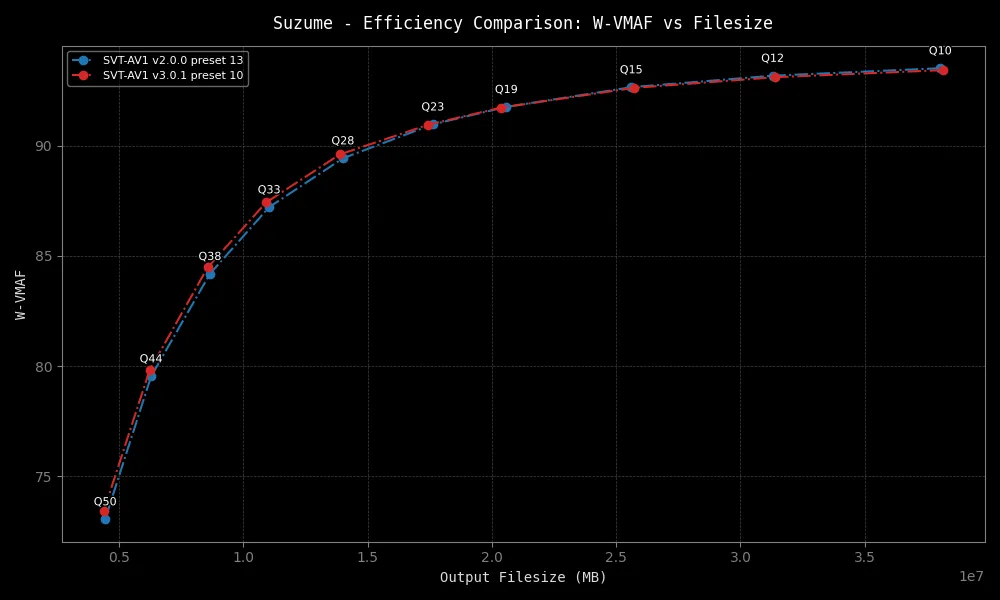 Suzume - Efficiency Comparison: W-VMAF vs Filesize
SVT-AV1 v2.0.0 preset 13
SVT-AV1 v3.0.1 preset 10
Q10
Q12
Q15
Q19
Q23
Q28
Q33
Q38
Q44
Q50
90
85
80
75
W-VMAF
0.5 1.0 1.5 2.0 2.5 3.0 3.5
1e7
Output Filesize (MB)